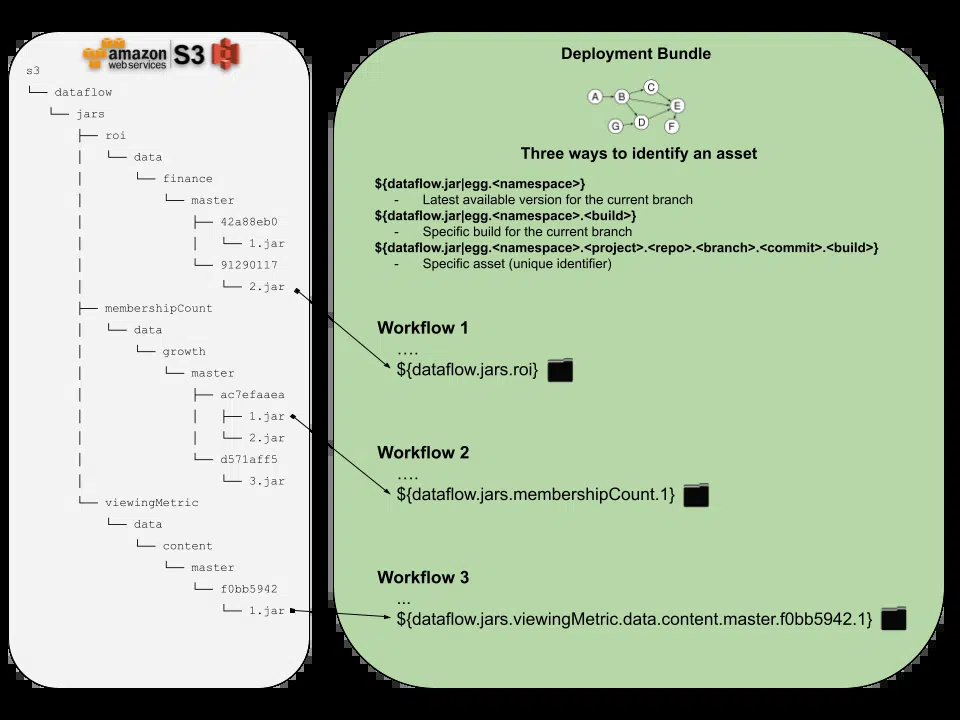 amazon
web services
S3
s3
└── dataflow
└── jars
├── roi
│ └── data
│ └── finance
│ └── master
│ ├── 42a88eb0
│ │ └── 1.jar
│ └── 91290117
│ └── 2.jar
├── membershipCount
│ └── data
│ └── growth
│ └── master
│ ├── ac7efaaea
│ │ ├── 1.jar
│ │ └── 2.jar
│ └── d571aff5
│ └── 3.jar
└── viewingMetric
└── data
└── content
└── master
└── f0bb5942
└── 1.jar
Deployment Bundle
A
B
C
E
G
D
F
Three ways to identify an asset
${dataflow.jar|egg.<namespace>}
- Latest available version for the current branch
${dataflow.jar|egg.<namespace>.<build>}
- Specific build for the current branch
${dataflow.jar|egg.<namespace>.<project>.<repo>.<branch>.<commit>.<build>}
- Specific asset (unique identifier)
Workflow 1
....
${dataflow.jars.roi}
Workflow 2
....
${dataflow.jars.membershipCount.1}
Workflow 3
...
${dataflow.jars.viewingMetric.data.content.master.f0bb5942.1}